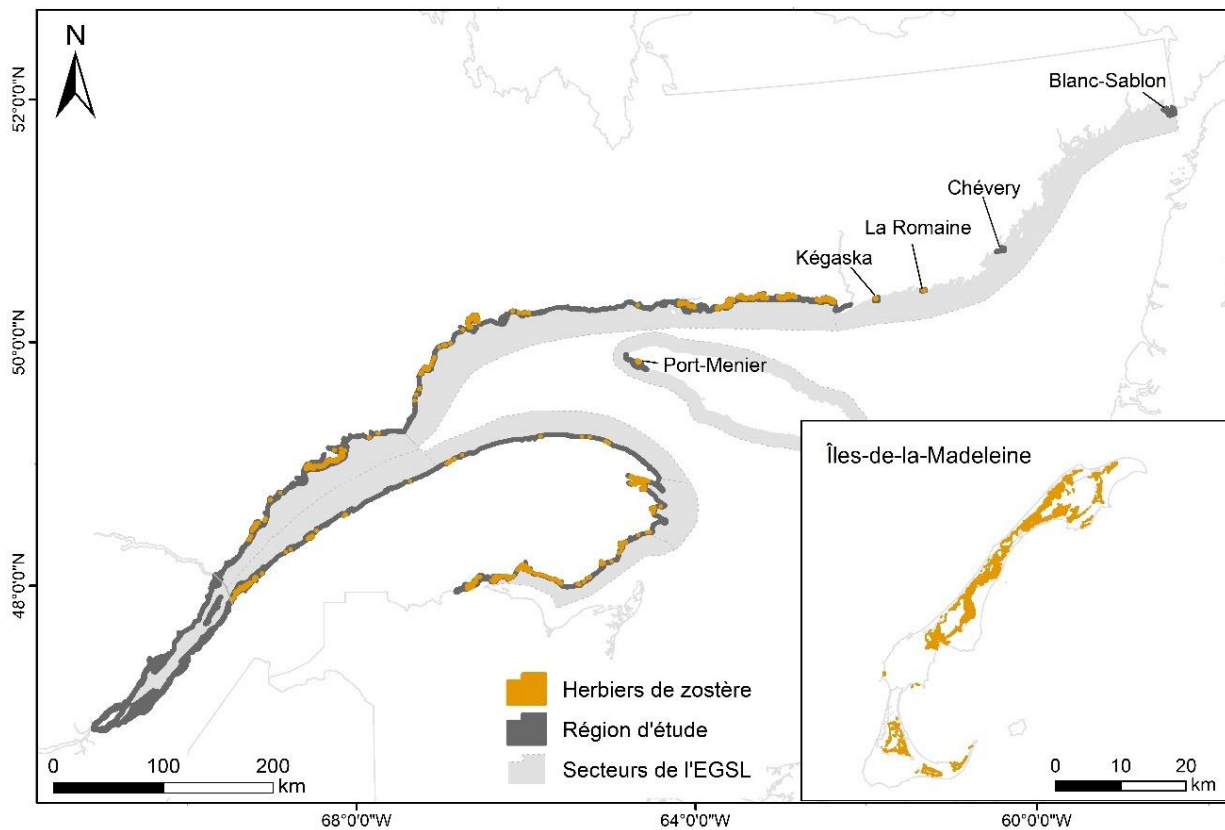 N
52°0'0"N
50°0'0"N
48°0'0"N
Blanc-Sablon
Chévery
La Romaine
Kégaska
Port-Menier
Îles-de-la-Madeleine
Herbiers de zostère
Région d'étude
Secteurs de l'EGSL
0 100 200
km
0 10 20
km
68°0'0"W 64°0'0"W 60°0'0"W